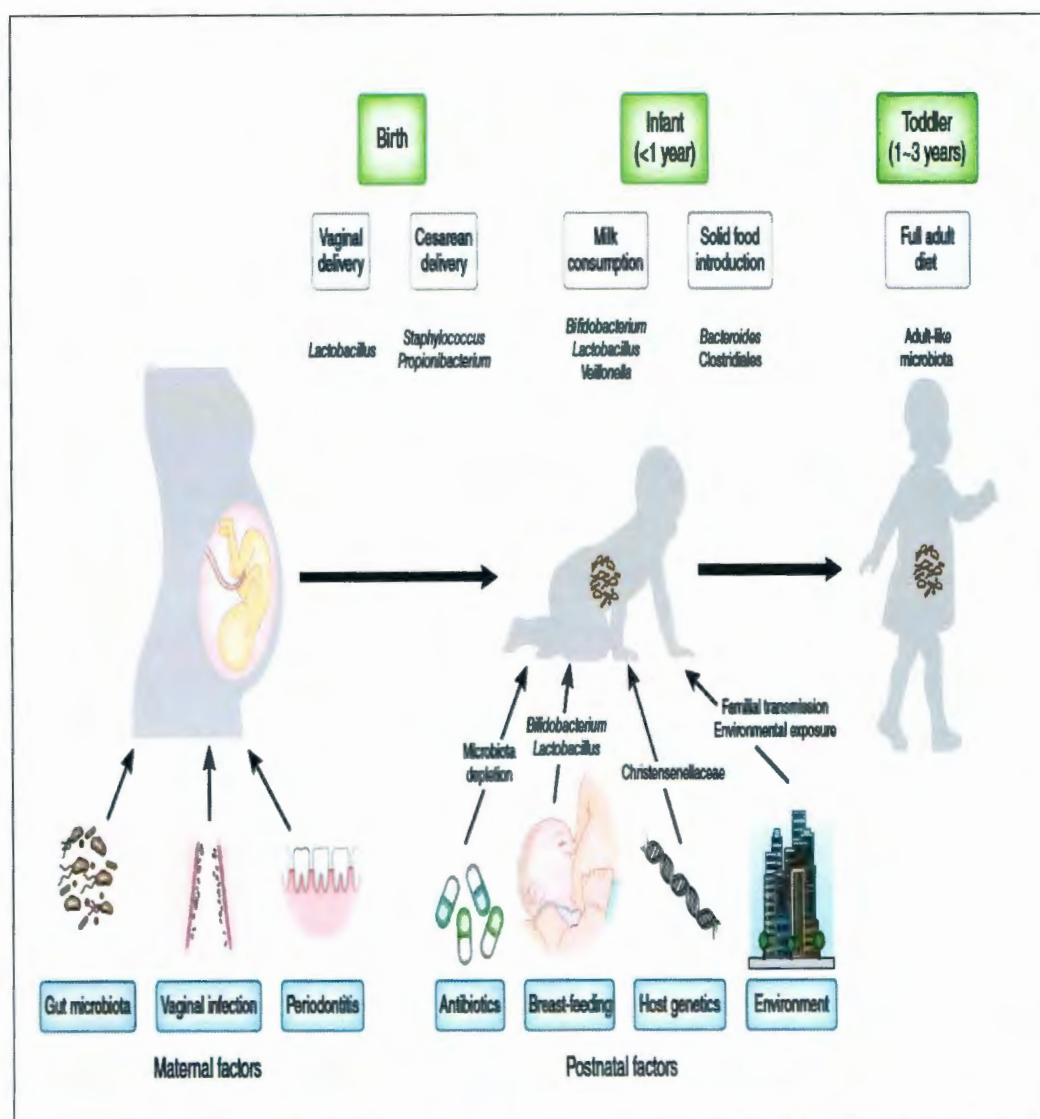 Birth
Infant
(<1 year)
Toddler
(1~3 years)
Vaginal
delivery
Cesarean
delivery
Milk
consumption
Solid food
introduction
Full adult
diet
Lactobacillus
Staphylococcus
Propionibacterium
Bifidobacterium
Lactobacillus
Veillonella
Bacteroides
Clostridiales
Adult-like
microbiota
Microbiota
depletion
Bifidobacterium
Lactobacillus
Christensenellaceae
Femilial transmission
Environmental exposure
Gut microbiota
Vaginal infection
Periodontitis
Antibiotics
Breast-feeding
Host genetics
Environment
Maternal factors
Postnatal factors